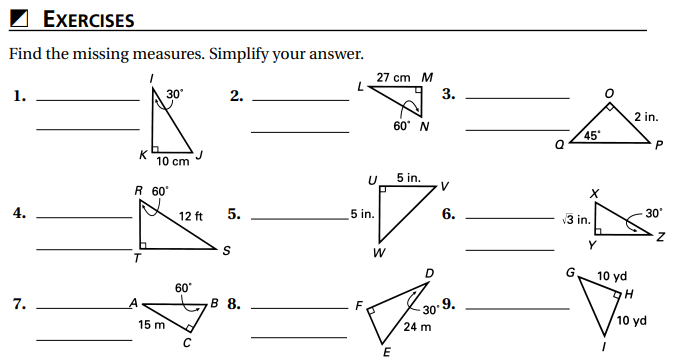 EXERCISES
Find the missing measures. Simplify your answer.
1.
I
30°
K
10 cm
J
2.
L
27 cm
M
60°
N
3.
O
2 in.
45°
Q
P
4.
R
60°
12 ft
T
S
5.
U
5 in.
V
5 in.
W
6.
X
√3 in.
30°
Y
Z
7.
A
60°
B
15 m
C
8.
D
F
30°
24 m
E
9.
G
10 yd
H
10 yd
I